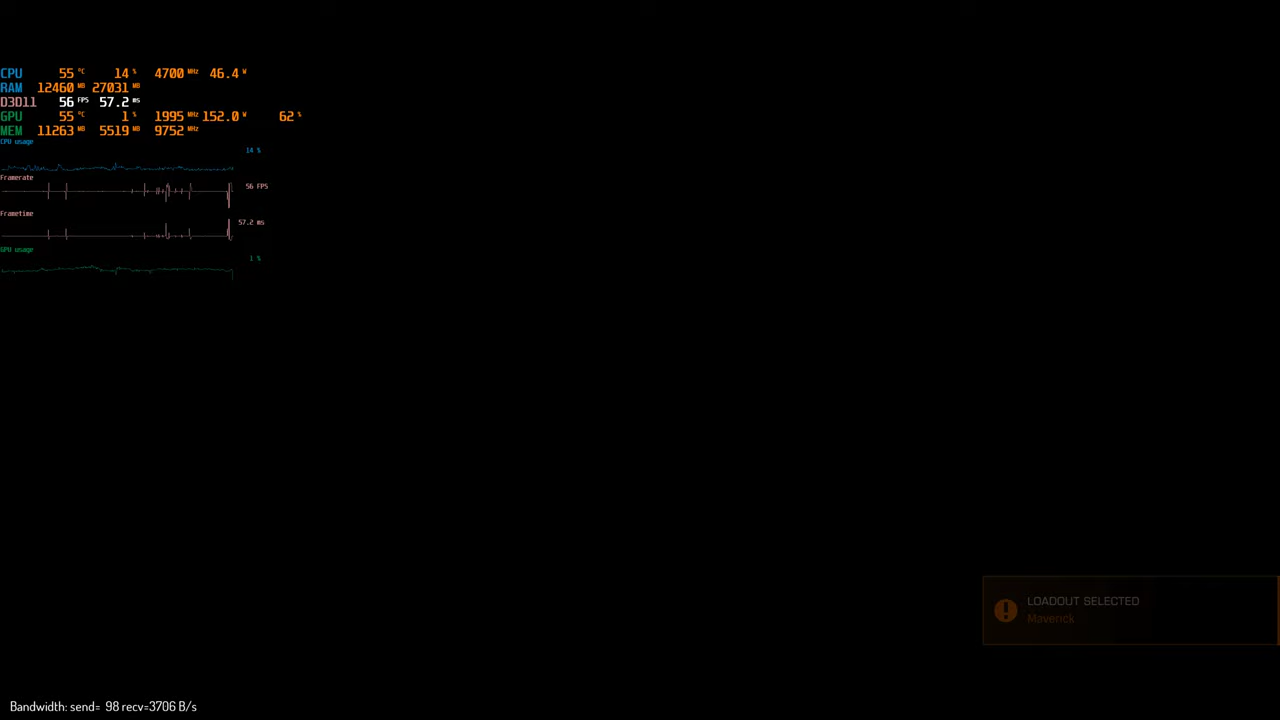 CPU 55 °C 14 % 4700 MHz 46.4 W
RAM 12460 MB 27031 MB
D3D11 56 FPS 57.2 ms
GPU 55 °C 1 % 1995 MHz 152.0 W 62 %
MEM 11263 MB 5519 MB 9752 MHz
CPU usage
14 %
Framerate
56 FPS
Frametime
57.2 ms
GPU usage
1 %
LOADOUT SELECTED
Maverick
Bandwidth: send= 98 recv=3706 B/s